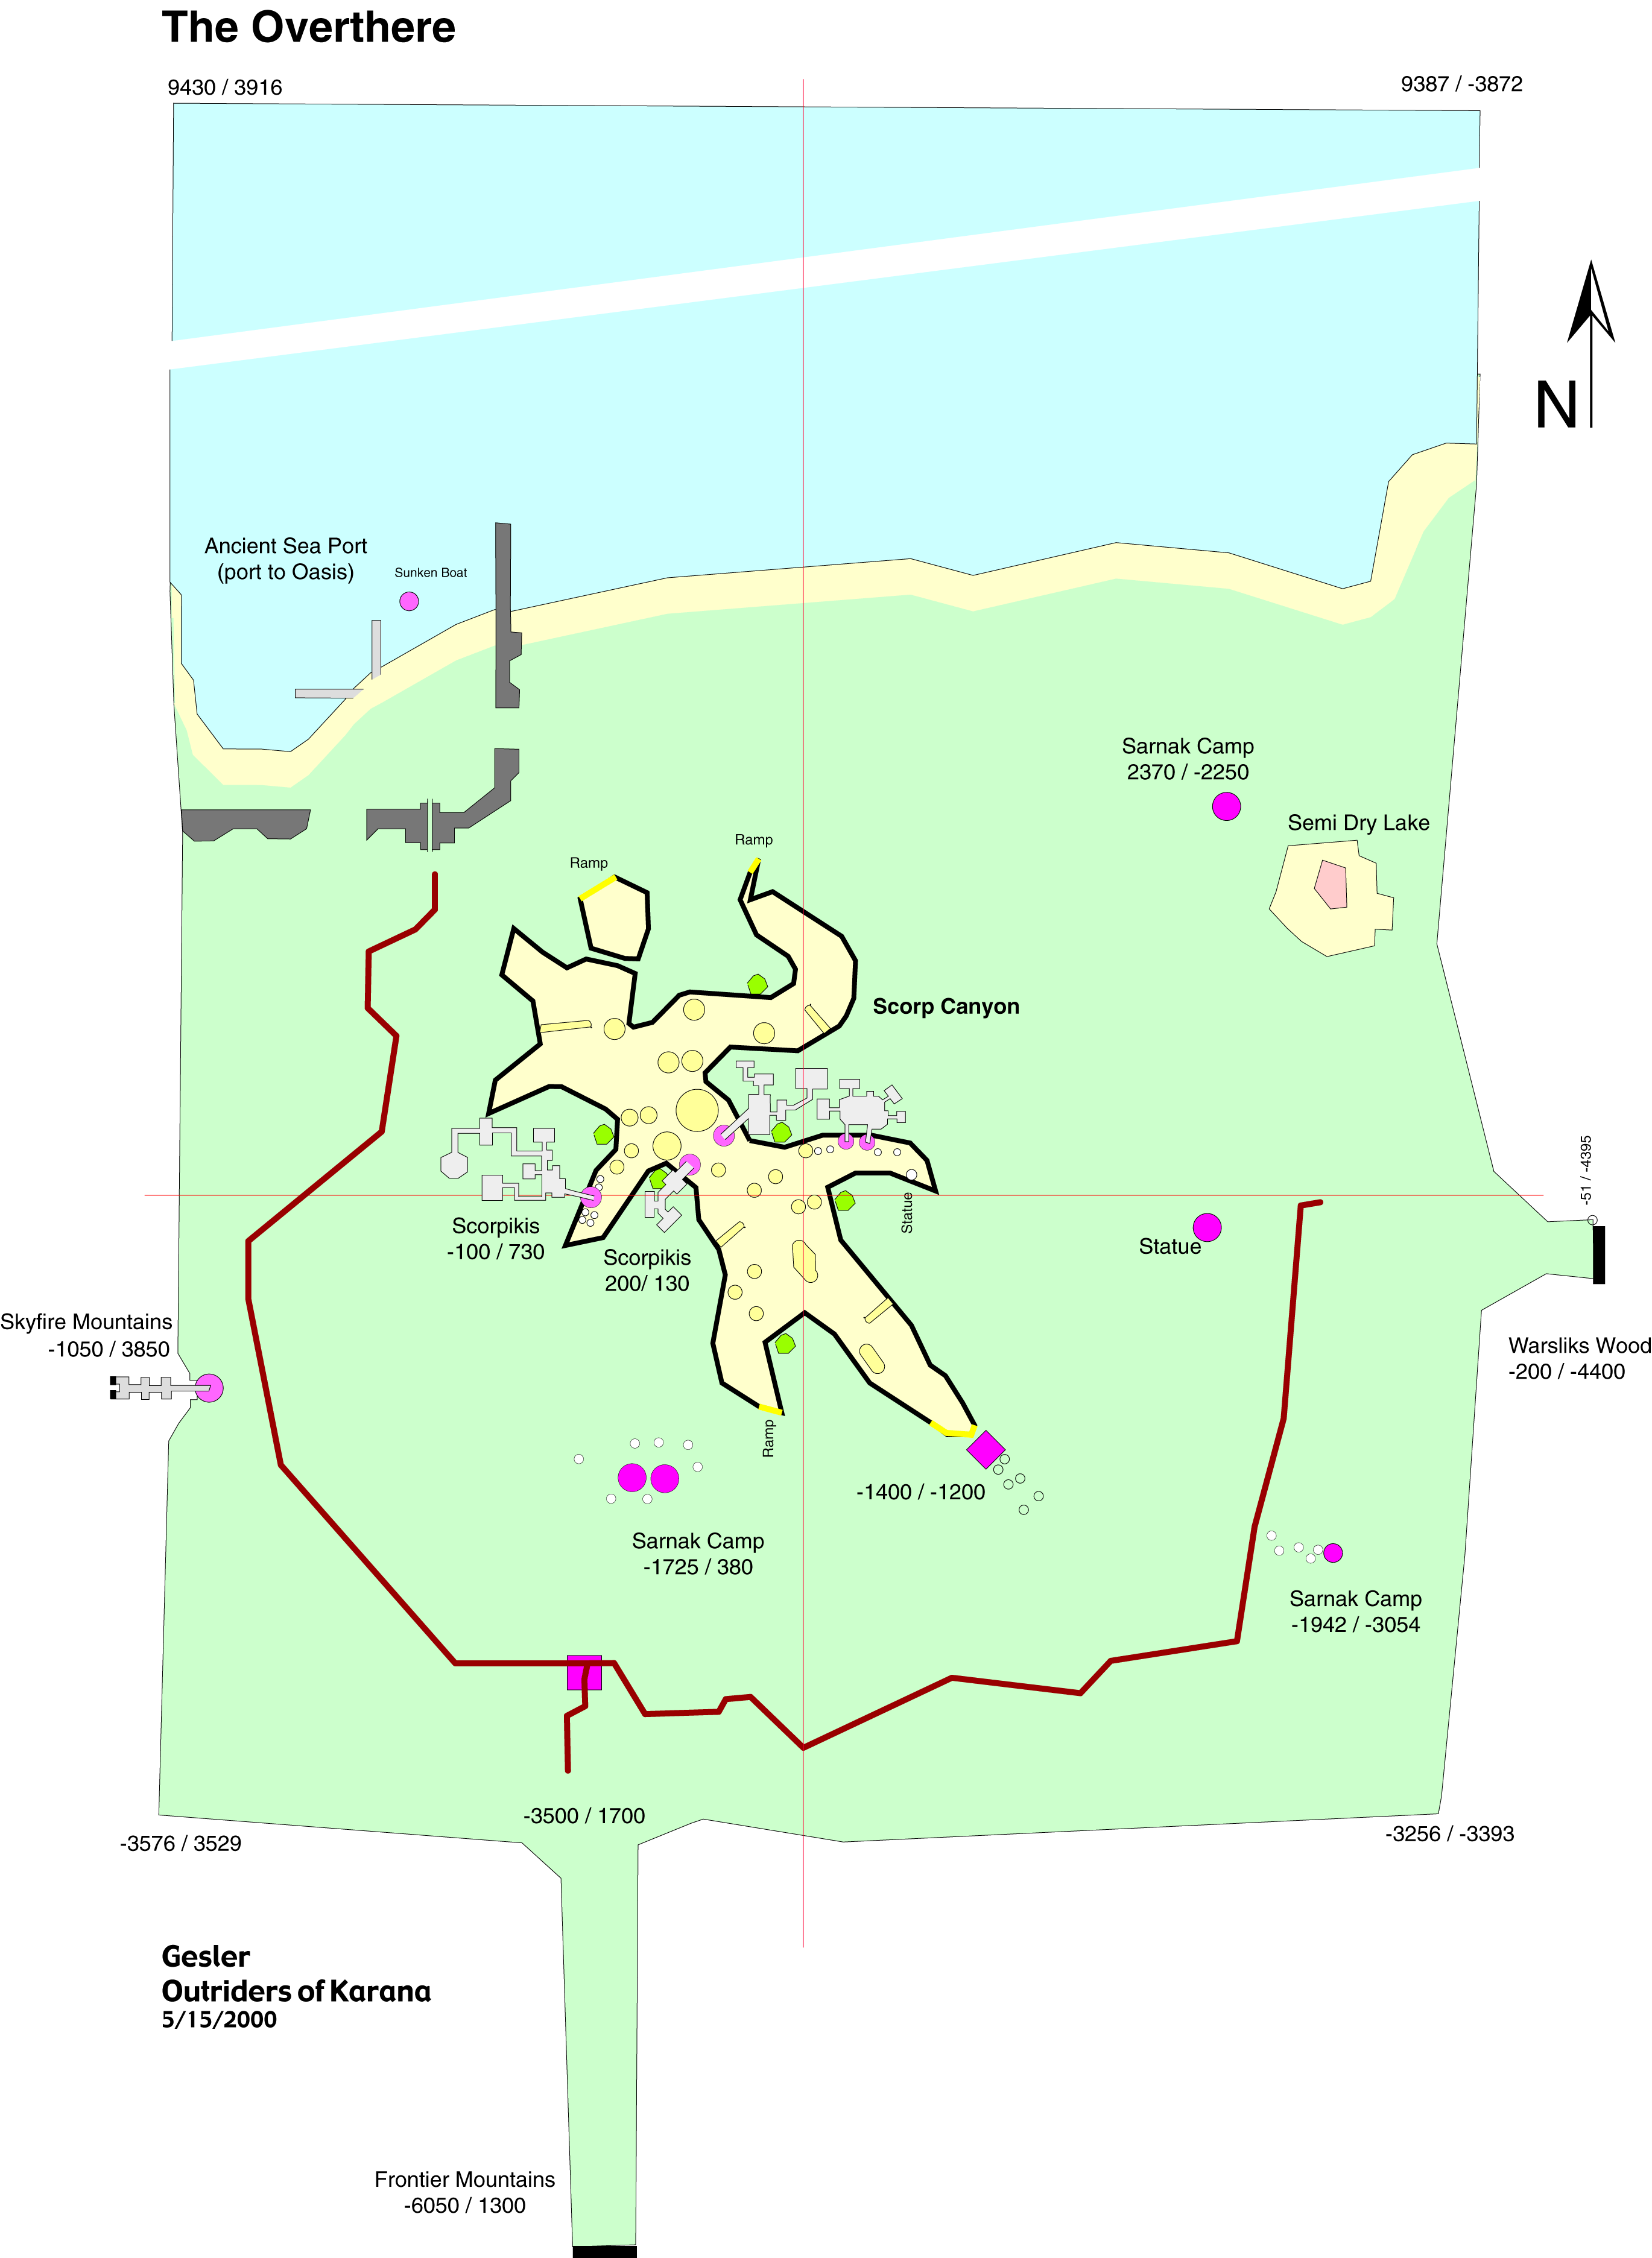 The Overthere
9430 / 3916
9387 / -3872
N
Ancient Sea Port
(port to Oasis)
Sunken Boat
Sarnak Camp
2370 / -2250
Semi Dry Lake
Ramp
Ramp
Scorp Canyon
-51 / -4395
Statue
Scorpikis
-100 / 730
Scorpikis
200/ 130
Statue
Skyfire Mountains
-1050 / 3850
Warsliks Wood
-200 / -4400
Ramp
-1400 / -1200
Sarnak Camp
-1725 / 380
Sarnak Camp
-1942 / -3054
-3500 / 1700
-3576 / 3529
-3256 / -3393
Gesler
Outriders of Karana
5/15/2000
Frontier Mountains
-6050 / 1300